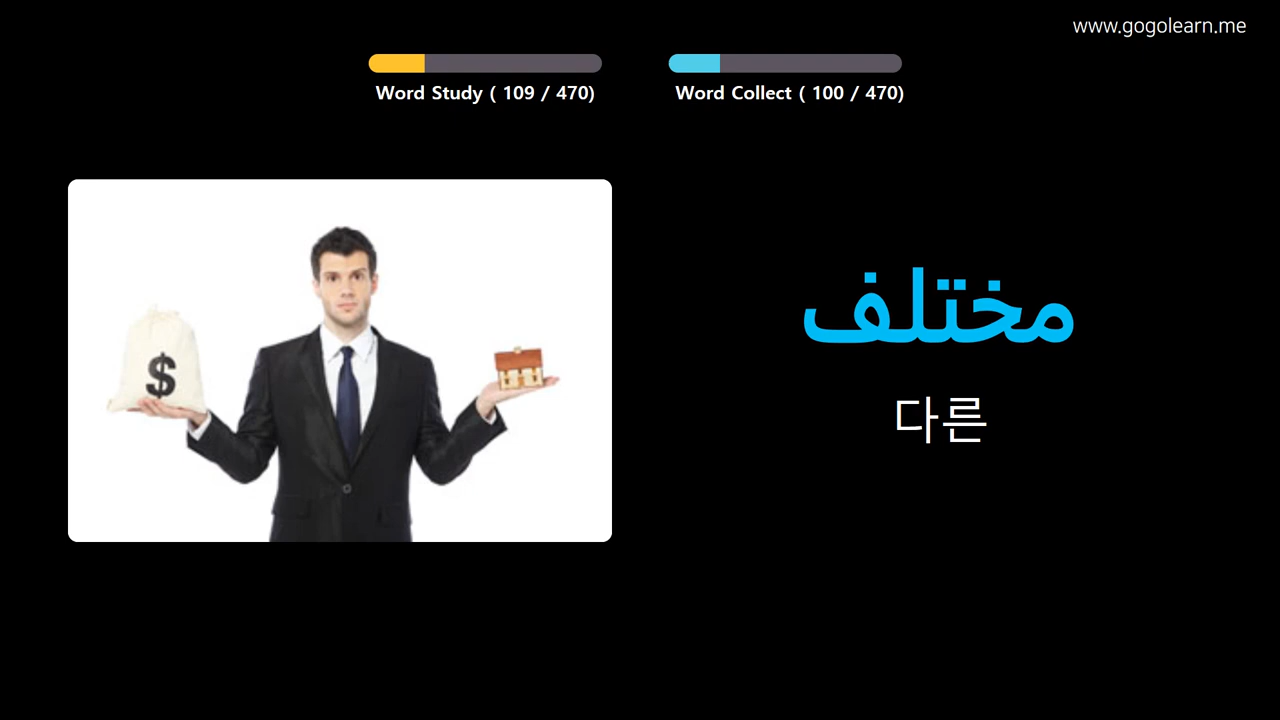 www.gogolearn.me
Word Study ( 109 / 470)
Word Collect ( 100 / 470)
$
مختلف
다른